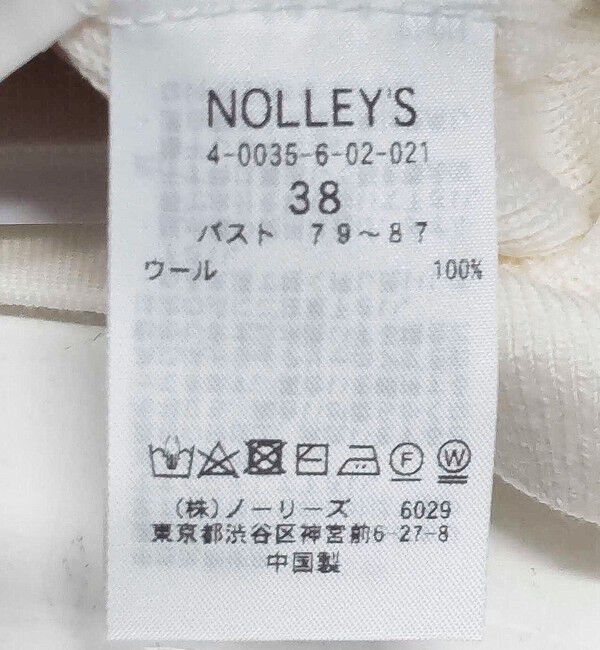 NOLLEY'S
4-0035-6-02-021
38
バスト 79～87
ウール 100%
F W
(株)ノーリーズ 6029
東京都渋谷区神宮前6-27-8
中国製